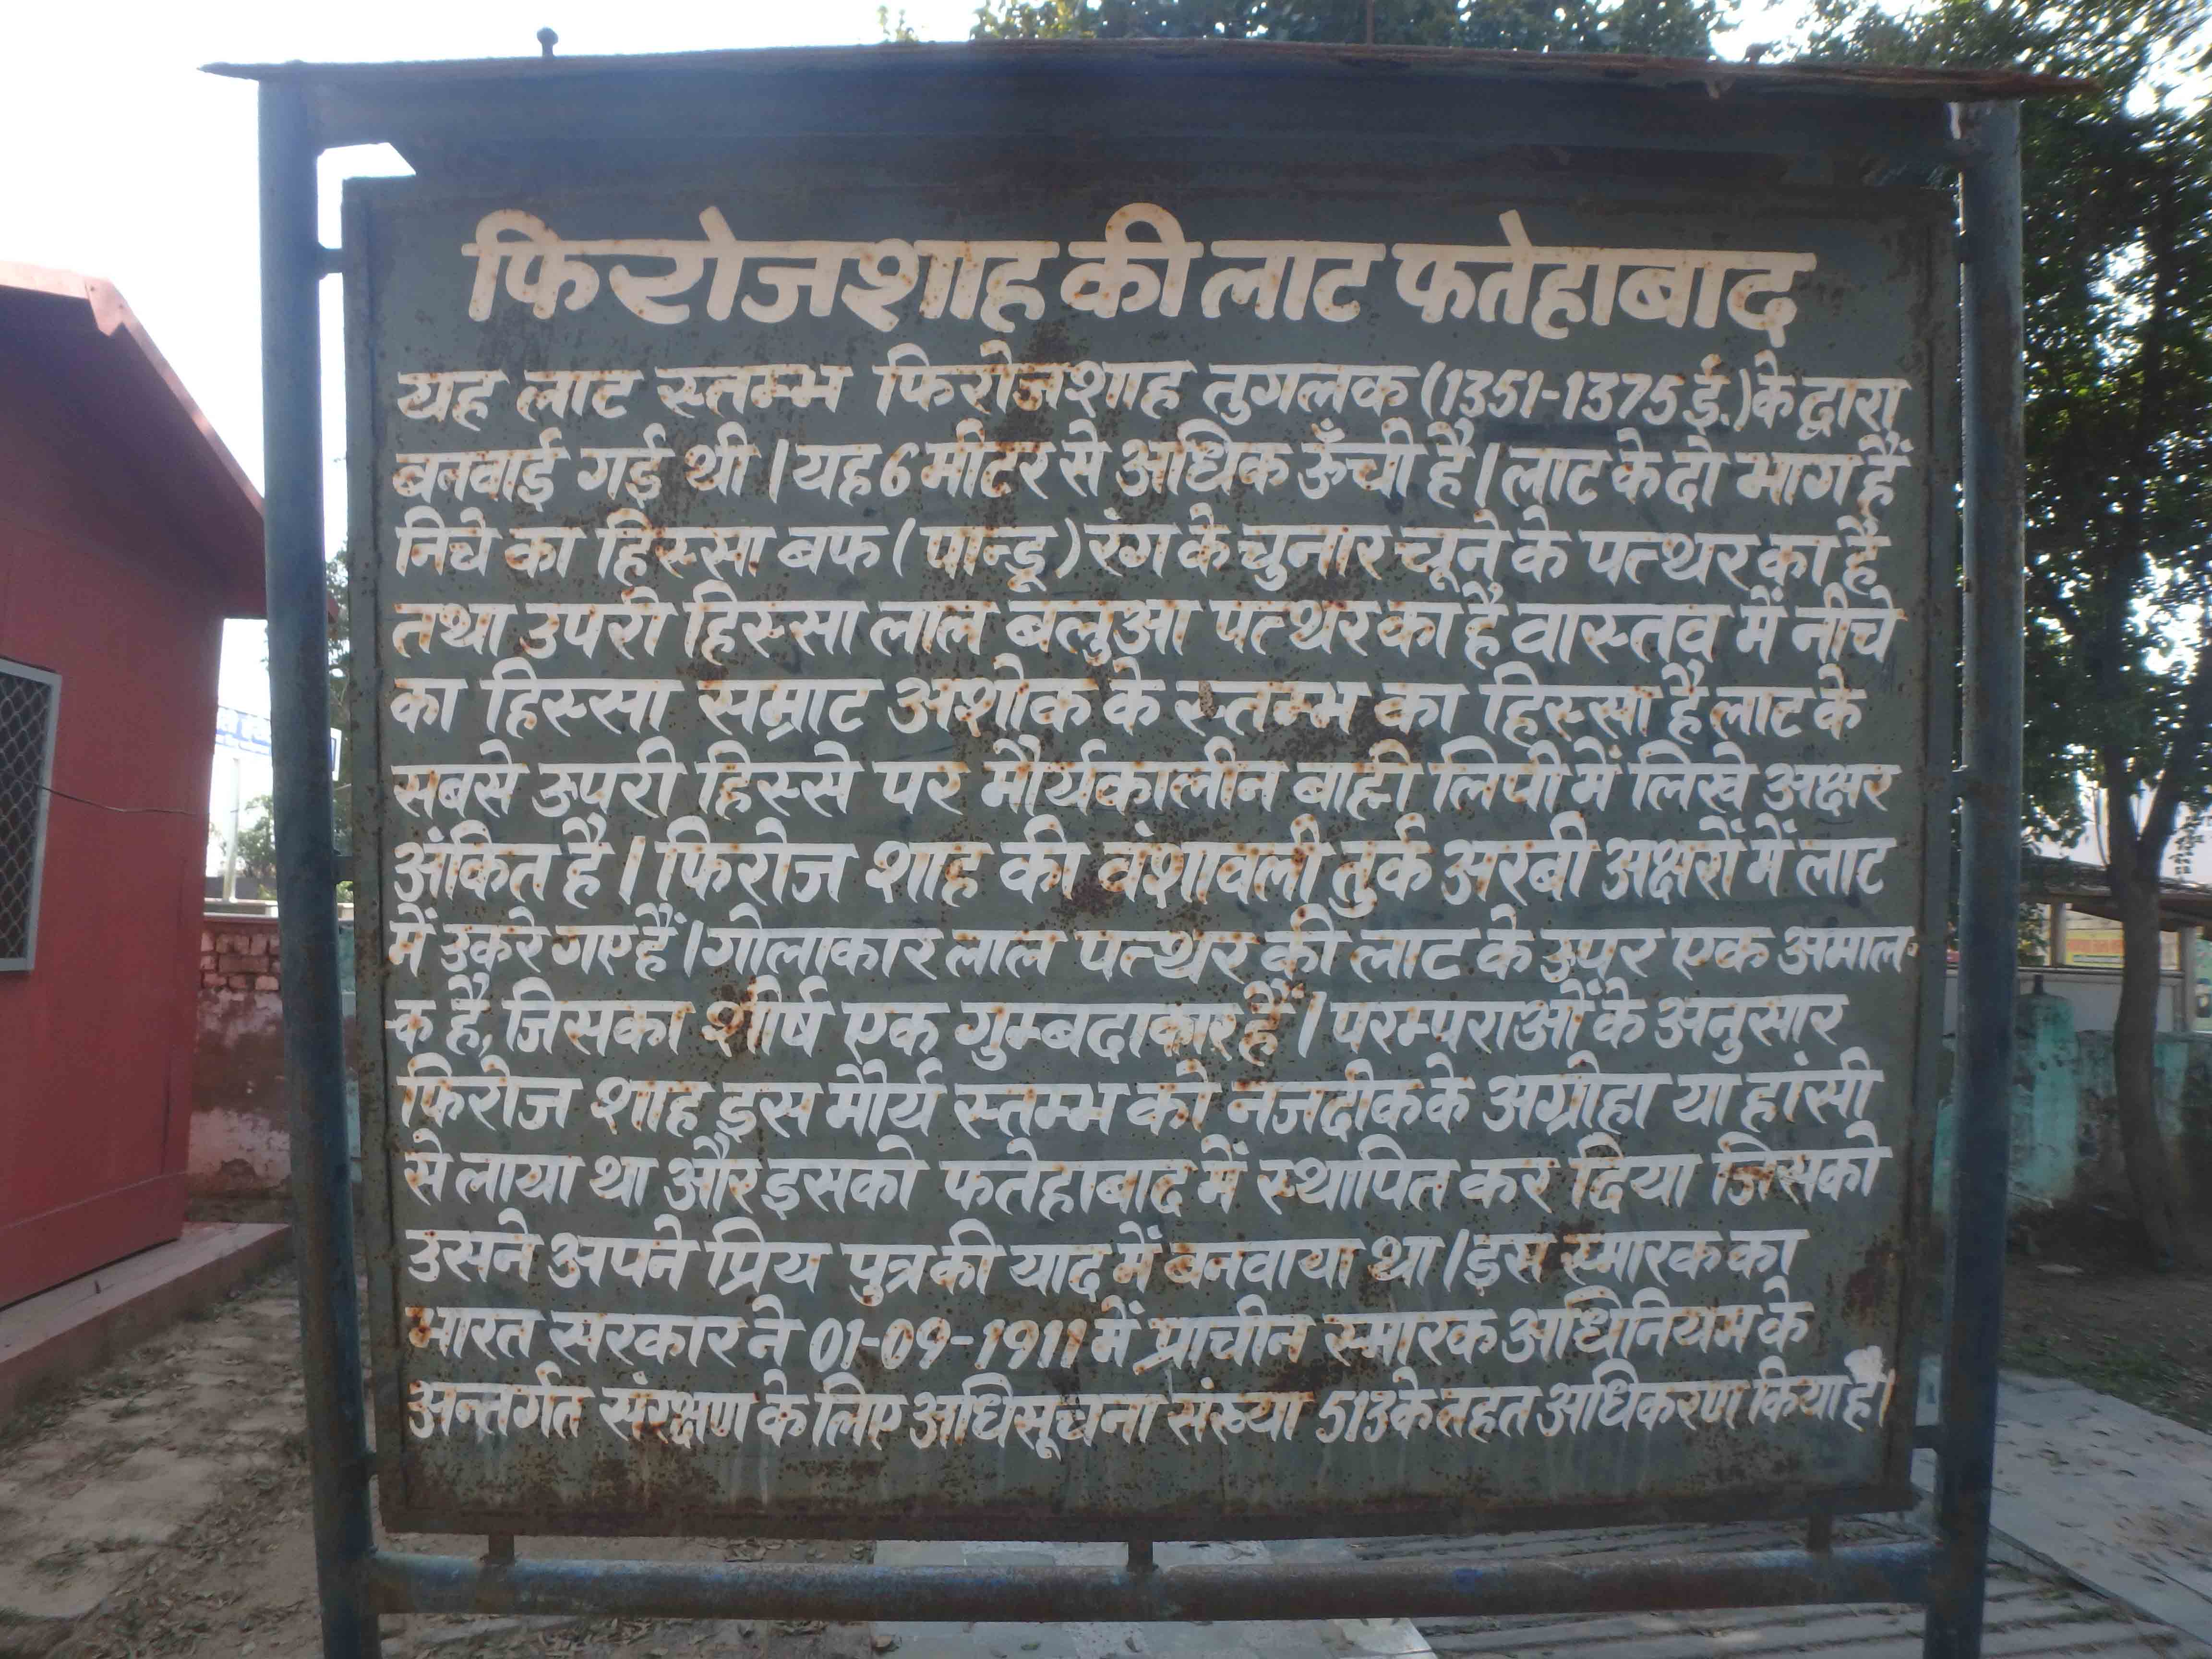 फिरोजशाह की लाट फतेहाबाद
यह लाट स्तम्भ फिरोजशाह तुगलक (1351-1375 ई.) के द्वारा
बनवाई गई थी । यह 6 मीटर से अधिक ऊँची है । लाट के दो भाग हैं
निचे का हिस्सा बफ ( पान्डू ) रंग के चुनार चूने के पत्थर का है
तथा उपरी हिस्सा लाल बलुआ पत्थर का है वास्तव में नीचे
का हिस्सा सम्राट अशोक के स्तम्भ का हिस्सा है लाट के
सबसे ऊपरी हिस्से पर मौर्यकालीन बाह्मी लिपी में लिखे अक्षर
अंकित है । फिरोज शाह की वंशावली तुर्क अरबी अक्षरों में लाट
में उकुरे गए हैं । गोलाकार लाल पत्थर की लाट के उपर एक अमाल-
क है, जिसका शीर्ष एक गुम्बदाकार है । परम्पराओं के अनुसार
फिरोज शाह इस मौर्य स्तम्भ को नजदीक के अग्रोहा या हांसी
से लाया था और इसको फतेहाबाद में स्थापित कर दिया जिसको
उसने अपने प्रिय पुत्र की याद में बनवाया था । इस स्मारक का
भारत सरकार ने 01-09-1911 में प्राचीन स्मारक अधिनियम के
अन्तर्गत संरक्षण के लिए अधिसूचना संख्या 513 के तहत अधिकरण किया है।